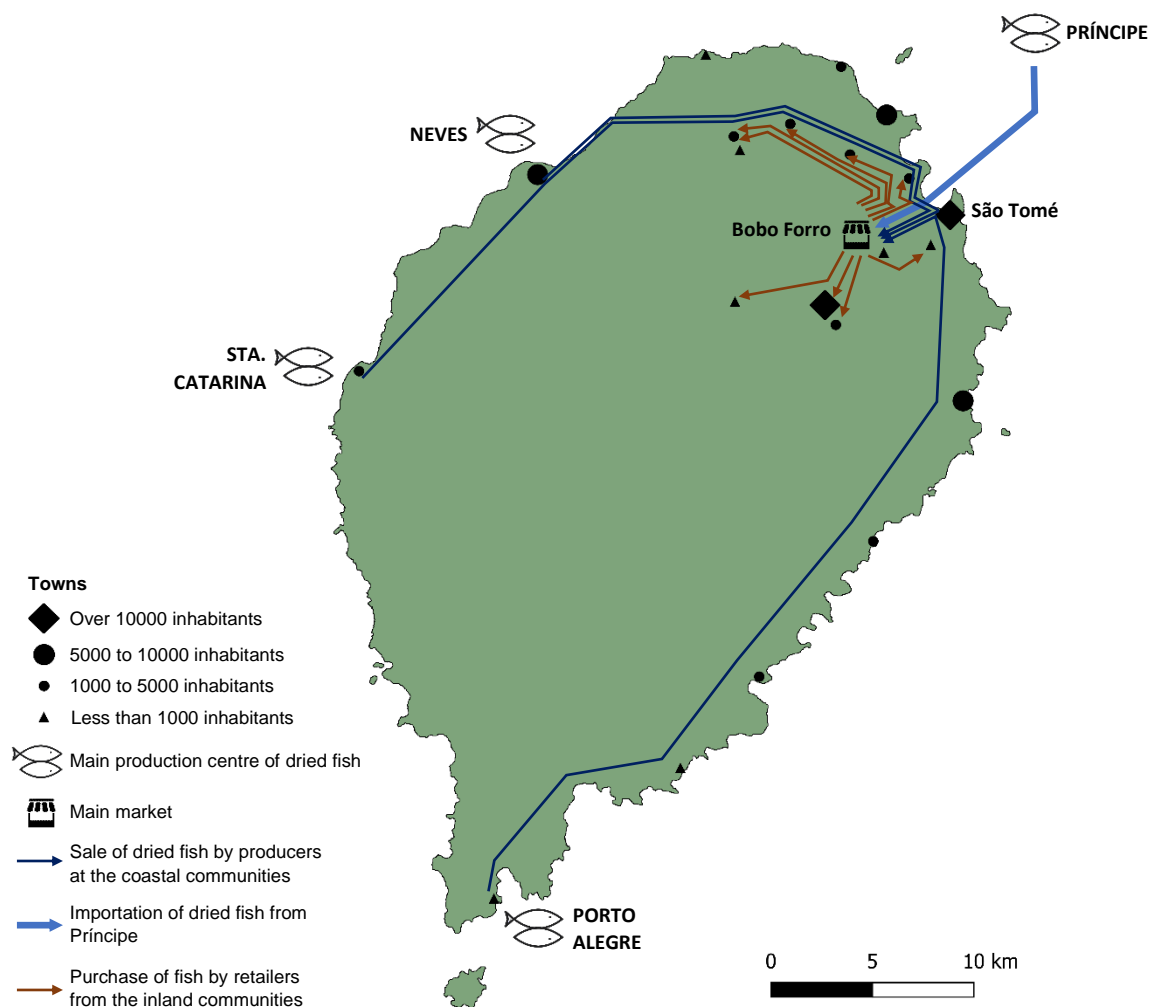 PRÍNCIPE
NEVES
São Tomé
Bobo Forro
STA.
CATARINA
Towns
Over 10000 inhabitants
5000 to 10000 inhabitants
1000 to 5000 inhabitants
Less than 1000 inhabitants
Main production centre of dried fish
Main market
Sale of dried fish by producers
at the coastal communities
Importation of dried fish from
Príncipe
Purchase of fish by retailers
from the inland communities
PORTO
ALEGRE
0 5 10 km